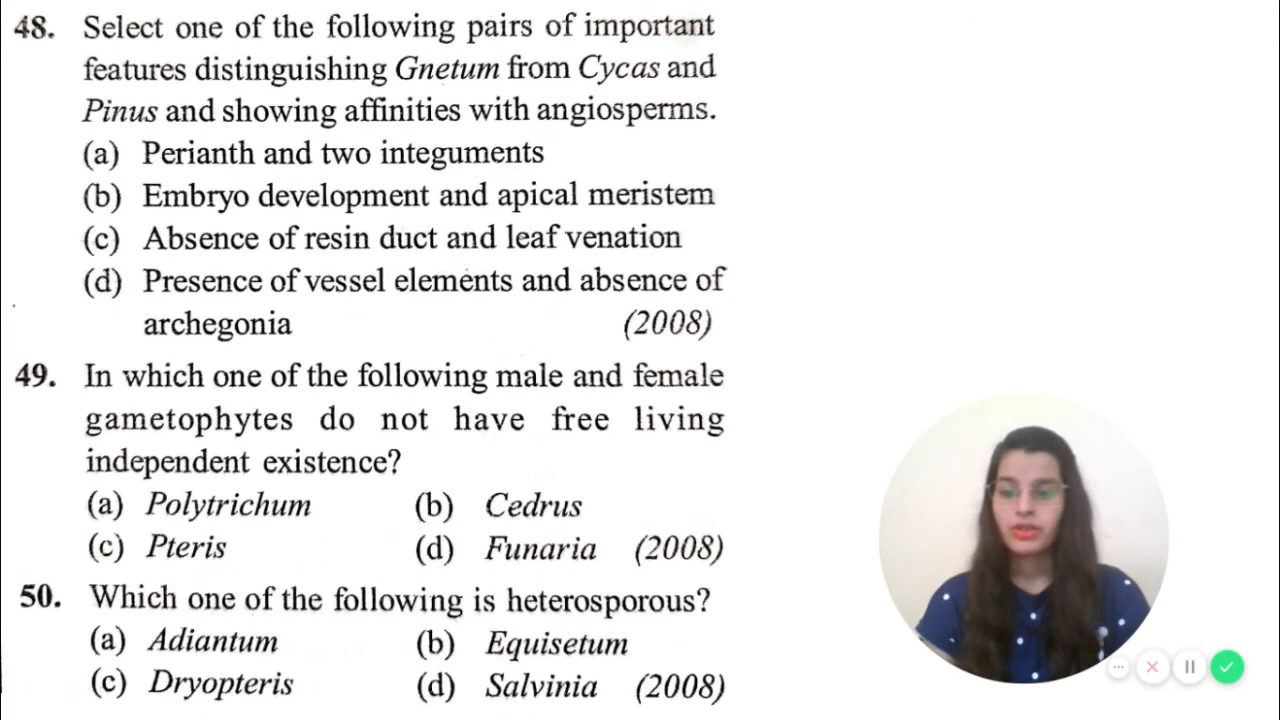 48. Select one of the following pairs of important
features distinguishing Gnetum from Cycas and
Pinus and showing affinities with angiosperms.
(a) Perianth and two integuments
(b) Embryo development and apical meristem
(c) Absence of resin duct and leaf venation
(d) Presence of vessel elements and absence of
archegonia (2008)
49. In which one of the following male and female
gametophytes do not have free living
independent existence?
(a) Polytrichum (b) Cedrus
(c) Pteris (d) Funaria (2008)
50. Which one of the following is heterosporous?
(a) Adiantum (b) Equisetum
(c) Dryopteris (d) Salvinia (2008)